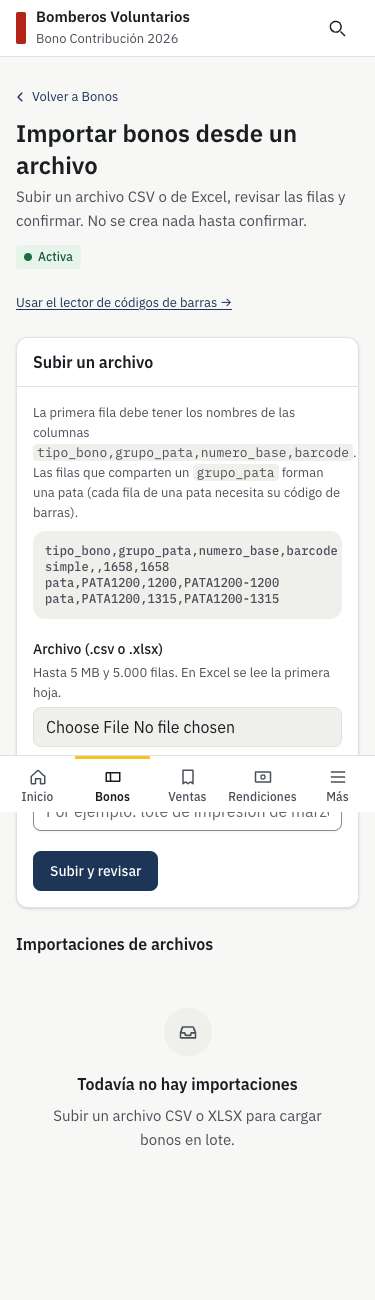 Bomberos Voluntarios
Bono Contribución 2026
Volver a Bonos
Importar bonos desde un
archivo
Subir un archivo CSV o de Excel, revisar las filas y
confirmar. No se crea nada hasta confirmar.
Activa
Usar el lector de códigos de barras →
Subir un archivo
La primera fila debe tener los nombres de las
columnas
tipo_bono,grupo_pata,numero_base,barcode.
Las filas que comparten un grupo_pata forman
una pata (cada fila de una pata necesita su código de
barras).
tipo_bono,grupo_pata,numero_base,barcode
simple,,1658,1658
pata,PATA1200,1200,PATA1200-1200
pata,PATA1200,1315,PATA1200-1315
Archivo (.csv o .xlsx)
Hasta 5 MB y 5.000 filas. En Excel se lee la primera
hoja.
Choose File No file chosen
Inicio
Bonos
Ventas
Rendiciones
Más
Por ejemplo: lote de impresión de marz
Subir y revisar
Importaciones de archivos
Todavía no hay importaciones
Subir un archivo CSV o XLSX para cargar
bonos en lote.